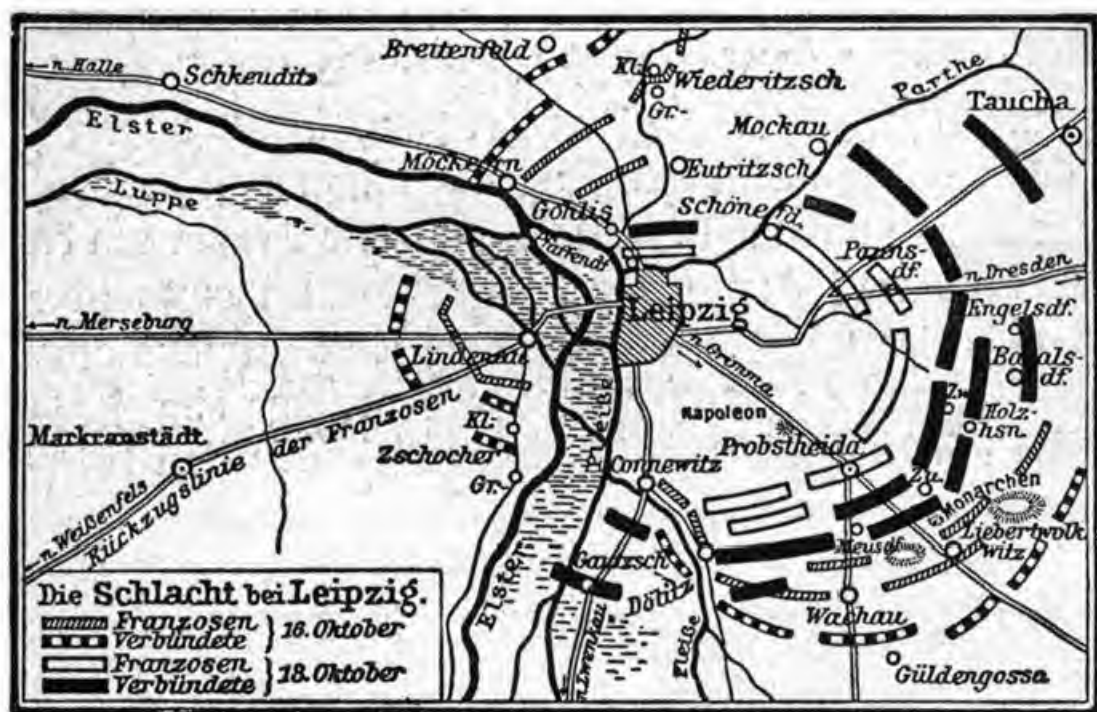 Breitenfeld
n. Halle
Schkeuditz
Kl.
Wiederitzsch
Gr.-
Parthe
Taucha
Elster
Mockau
Möckern
Eutritzsch
Luppe
Gohlis
Schönefd.
Pfaffendf.
Paunsdf.
n. Dresden
Leipzig
n. Merseburg
Engelsdf.
Lindenau
n. Grimma
Baalsdf.
Napoleon
Zw.
Holzhsn.
Markranstädt
Rückzugslinie der Franzosen
Kl.
Zschocher
Gr.-
Pleiße
Probstheida
Connewitz
Zu.
Monarchen
n. Weißenfels
Liebertwolkwitz
Meusdf.
Gautzsch
Elster
Dölitz
Wachau
Pleiße
Güldengossa
Die Schlacht bei Leipzig.
Franzosen
Verbündete } 16. Oktober
Franzosen
Verbündete } 18. Oktober